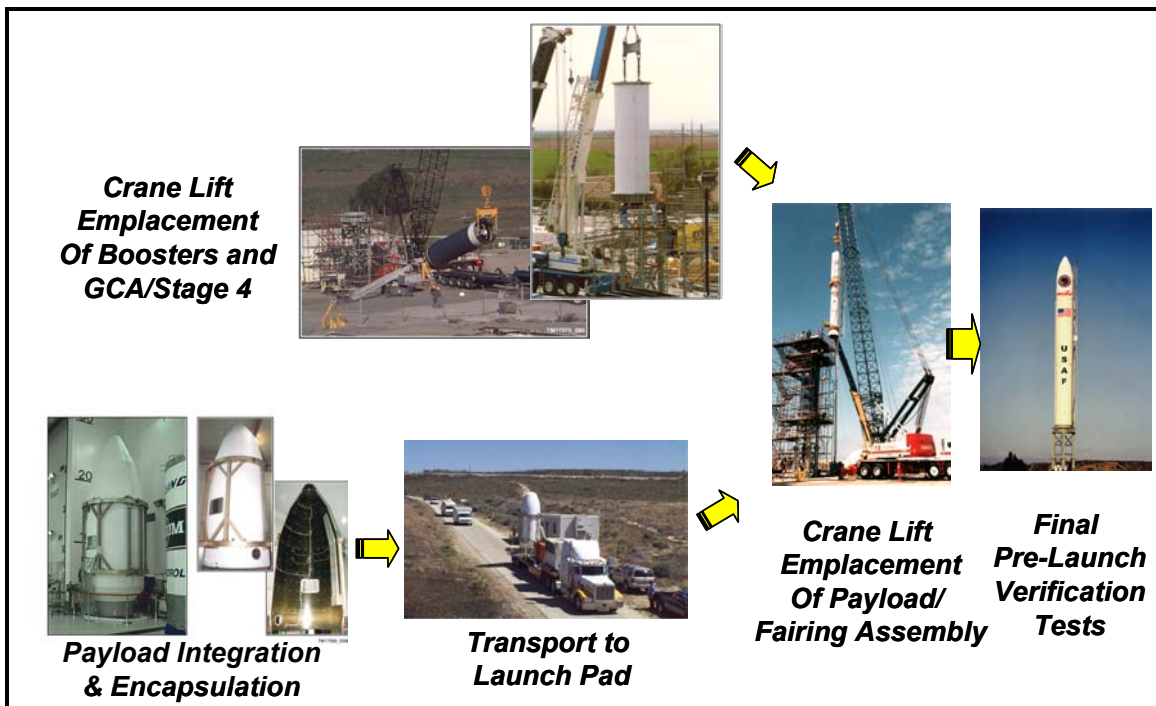 Crane Lift
Emplacement
Of Boosters and
GCA/Stage 4
USAF
20
Payload Integration
& Encapsulation
Transport to
Launch Pad
Crane Lift
Emplacement
Of Payload/
Fairing Assembly
Final
Pre-Launch
Verification
Tests